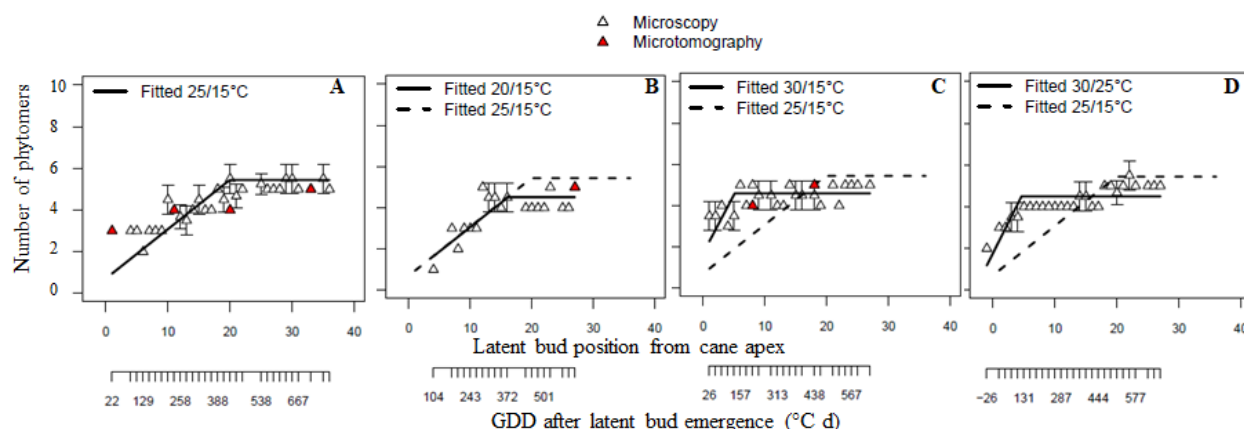 Microscopy
Microtomography
Number of phytomers
10
8
6
4
2
0
Fitted 25/15°C
A
Fitted 20/15°C
Fitted 25/15°C
B
Fitted 30/15°C
Fitted 25/15°C
C
Fitted 30/25°C
Fitted 25/15°C
D
0 10 20 30 40 0 10 20 30 40 0 10 20 30 40 0 10 20 30 40
Latent bud position from cane apex
22 129 258 388 538 667 104 243 372 501 26 157 313 438 567 −26 131 287 444 577
GDD after latent bud emergence (°C d)